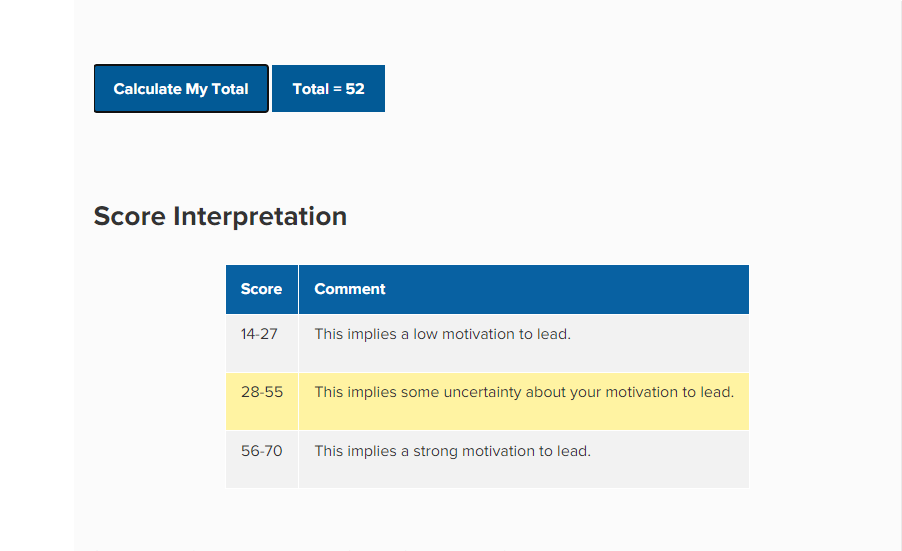 Calculate My Total Total = 52
Score Interpretation
Score Comment
14-27 This implies a low motivation to lead.
28-55 This implies some uncertainty about your motivation to lead.
56-70 This implies a strong motivation to lead.